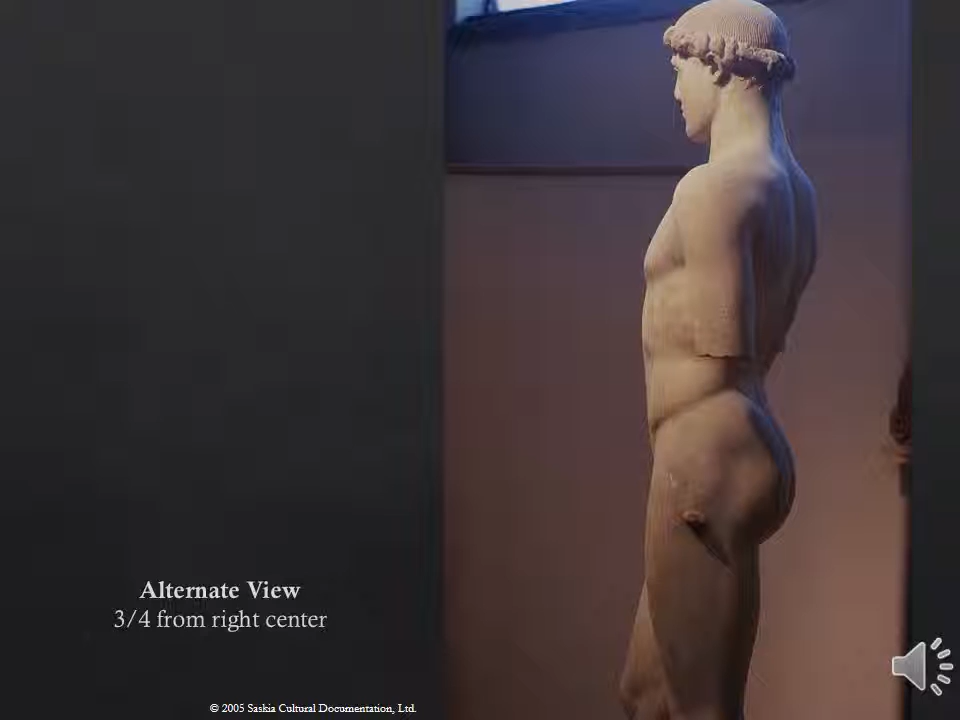 Alternate View
3/4 from right center
© 2005 Saskia Cultural Documentation, Ltd.